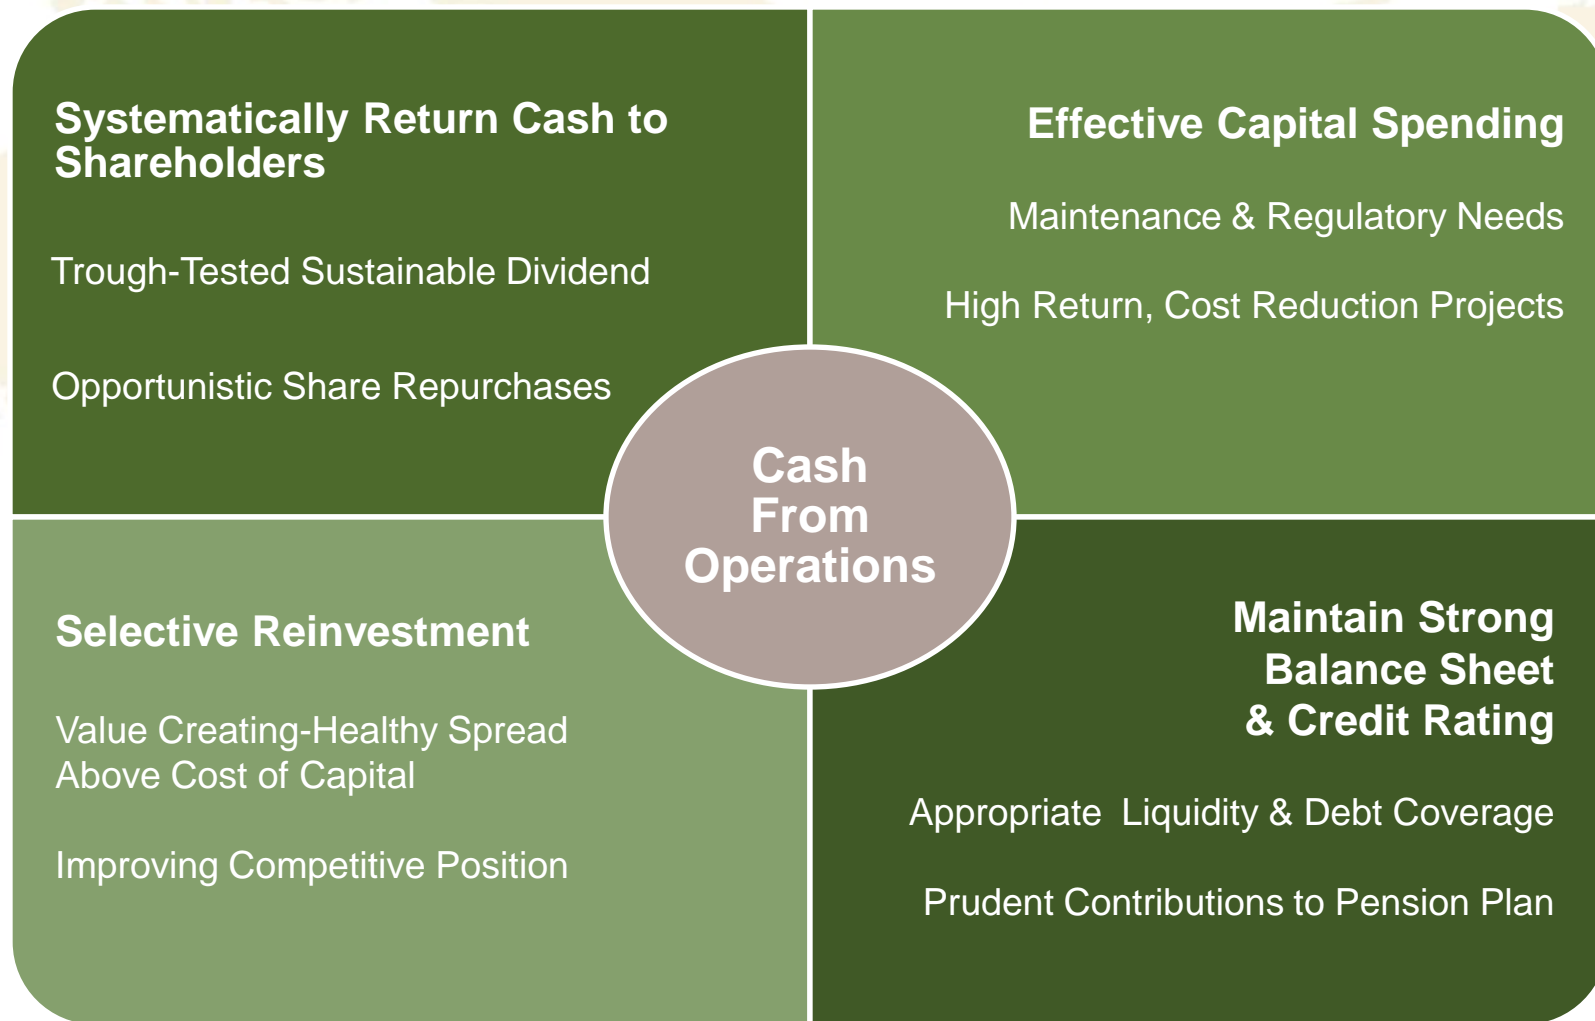 Systematically Return Cash to
Shareholders
Trough-Tested Sustainable Dividend
Opportunistic Share Repurchases
Effective Capital Spending
Maintenance & Regulatory Needs
High Return, Cost Reduction Projects
Cash
From
Operations
Selective Reinvestment
Value Creating-Healthy Spread
Above Cost of Capital
Improving Competitive Position
Maintain Strong
Balance Sheet
& Credit Rating
Appropriate  Liquidity & Debt Coverage
Prudent Contributions to Pension Plan